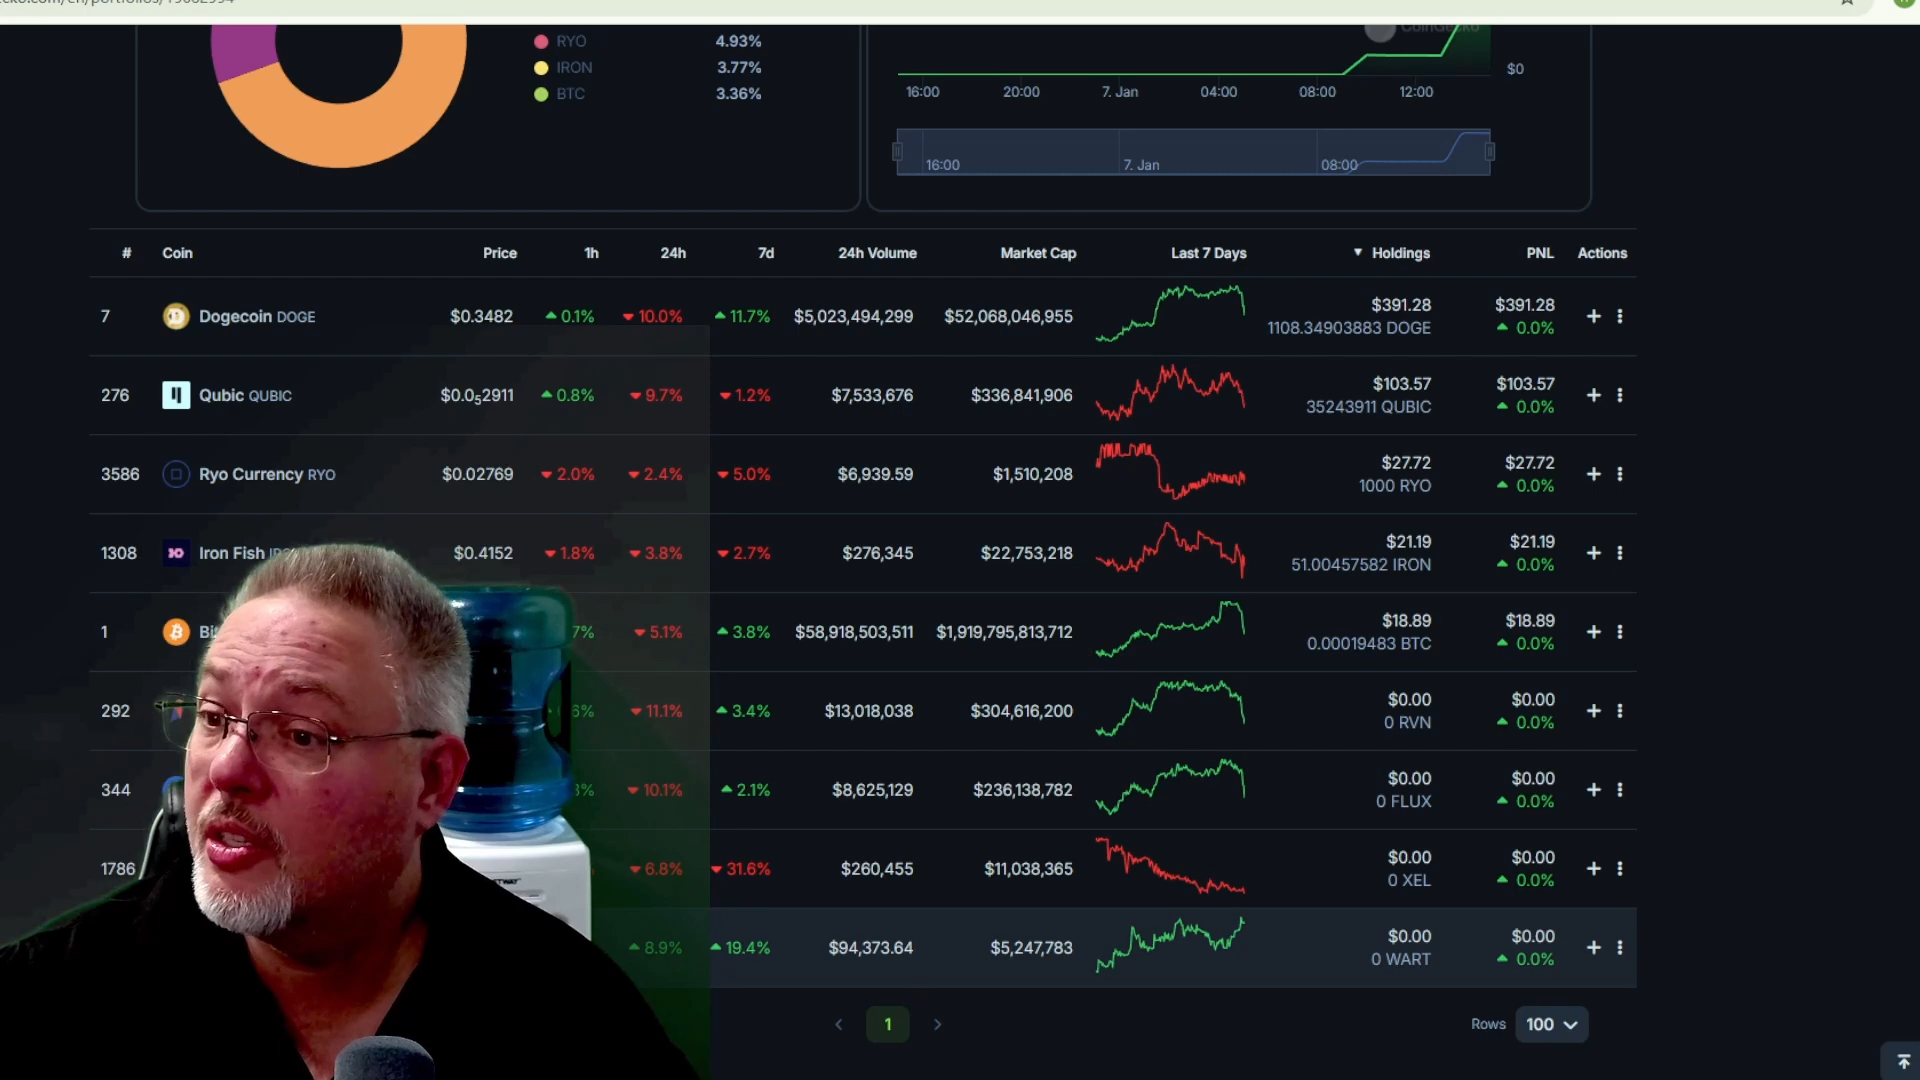 RYO 4.93%
IRON 3.77%
BTC 3.36%
CoinGecko
$0
16:00 20:00 7. Jan 04:00 08:00 12:00
16:00 7. Jan 08:00
# Coin Price 1h 24h 7d 24h Volume Market Cap Last 7 Days ▼ Holdings PNL Actions
7 Dogecoin DOGE $0.3482 ▲ 0.1% ▼ 10.0% ▲ 11.7% $5,023,494,299 $52,068,046,955 $391.28 $391.28
1108.34903883 DOGE ▲ 0.0%
276 Qubic QUBIC $0.0₅2911 ▲ 0.8% ▼ 9.7% ▼ 1.2% $7,533,676 $336,841,906 $103.57 $103.57
35243911 QUBIC ▲ 0.0%
3586 Ryo Currency RYO $0.02769 ▼ 2.0% ▼ 2.4% ▼ 5.0% $6,939.59 $1,510,208 $27.72 $27.72
1000 RYO ▲ 0.0%
1308 Iron Fish $0.4152 ▼ 1.8% ▼ 3.8% ▼ 2.7% $276,345 $22,753,218 $21.19 $21.19
51.00457582 IRON ▲ 0.0%
1 7% ▼ 5.1% ▲ 3.8% $58,918,503,511 $1,919,795,813,712 $18.89 $18.89
0.00019483 BTC ▲ 0.0%
292 6% ▼ 11.1% ▲ 3.4% $13,018,038 $304,616,200 $0.00 $0.00
0 RVN ▲ 0.0%
344 3% ▼ 10.1% ▲ 2.1% $8,625,129 $236,138,782 $0.00 $0.00
0 FLUX ▲ 0.0%
1786 ▼ 6.8% ▼ 31.6% $260,455 $11,038,365 $0.00 $0.00
0 XEL ▲ 0.0%
▲ 8.9% ▲ 19.4% $94,373.64 $5,247,783 $0.00 $0.00
0 WART ▲ 0.0%
1
Rows 100